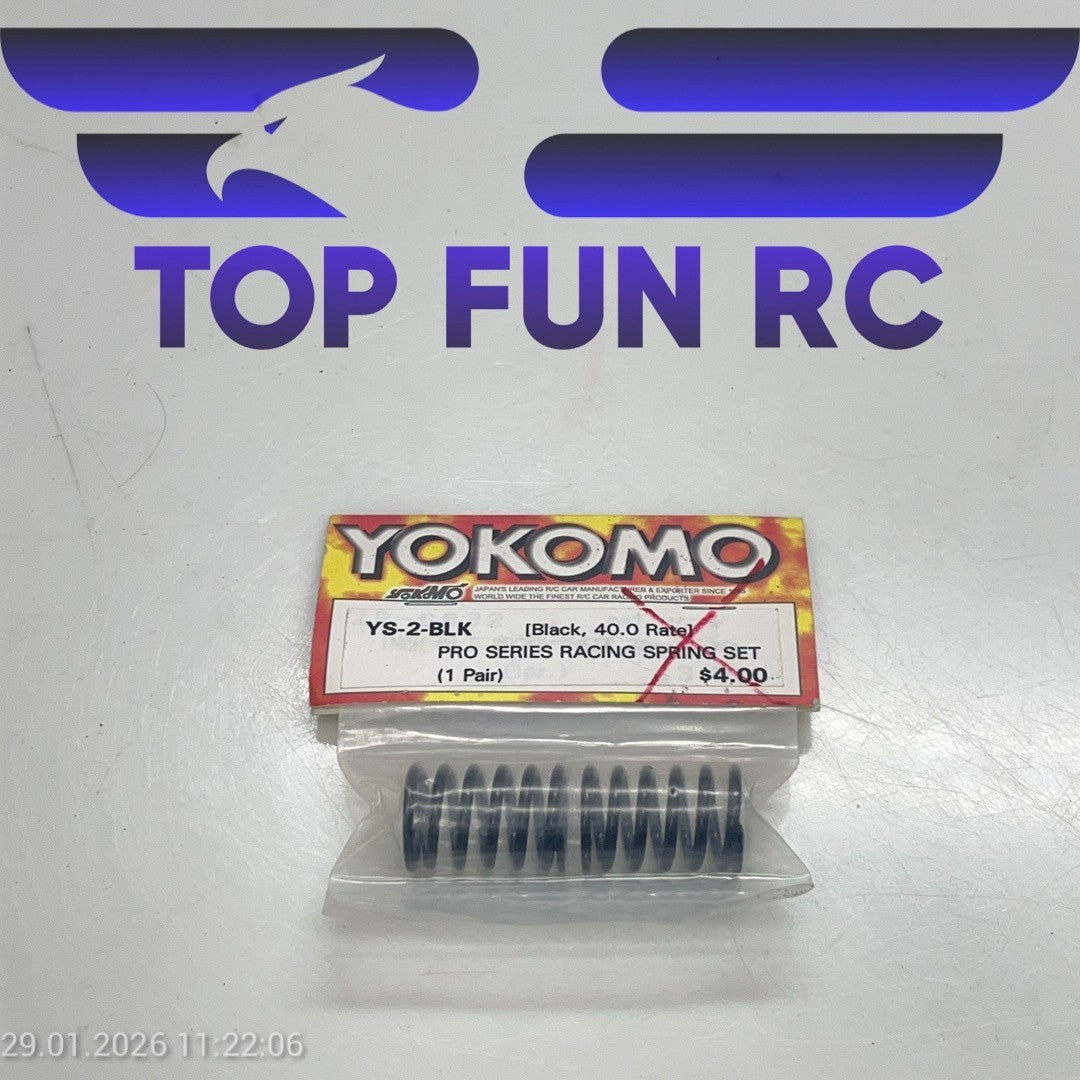 TOP FUN RC
YOKOMO
YOKOMO JAPAN'S LEADING R/C CAR MANUFACTURER & EXPORTER SINCE
WORLD WIDE THE FINEST R/C CAR RACING PRODUCTS
YS-2-BLK [Black, 40.0 Rate]
PRO SERIES RACING SPRING SET
(1 Pair) $4.00
29.01.2026 11:22:06